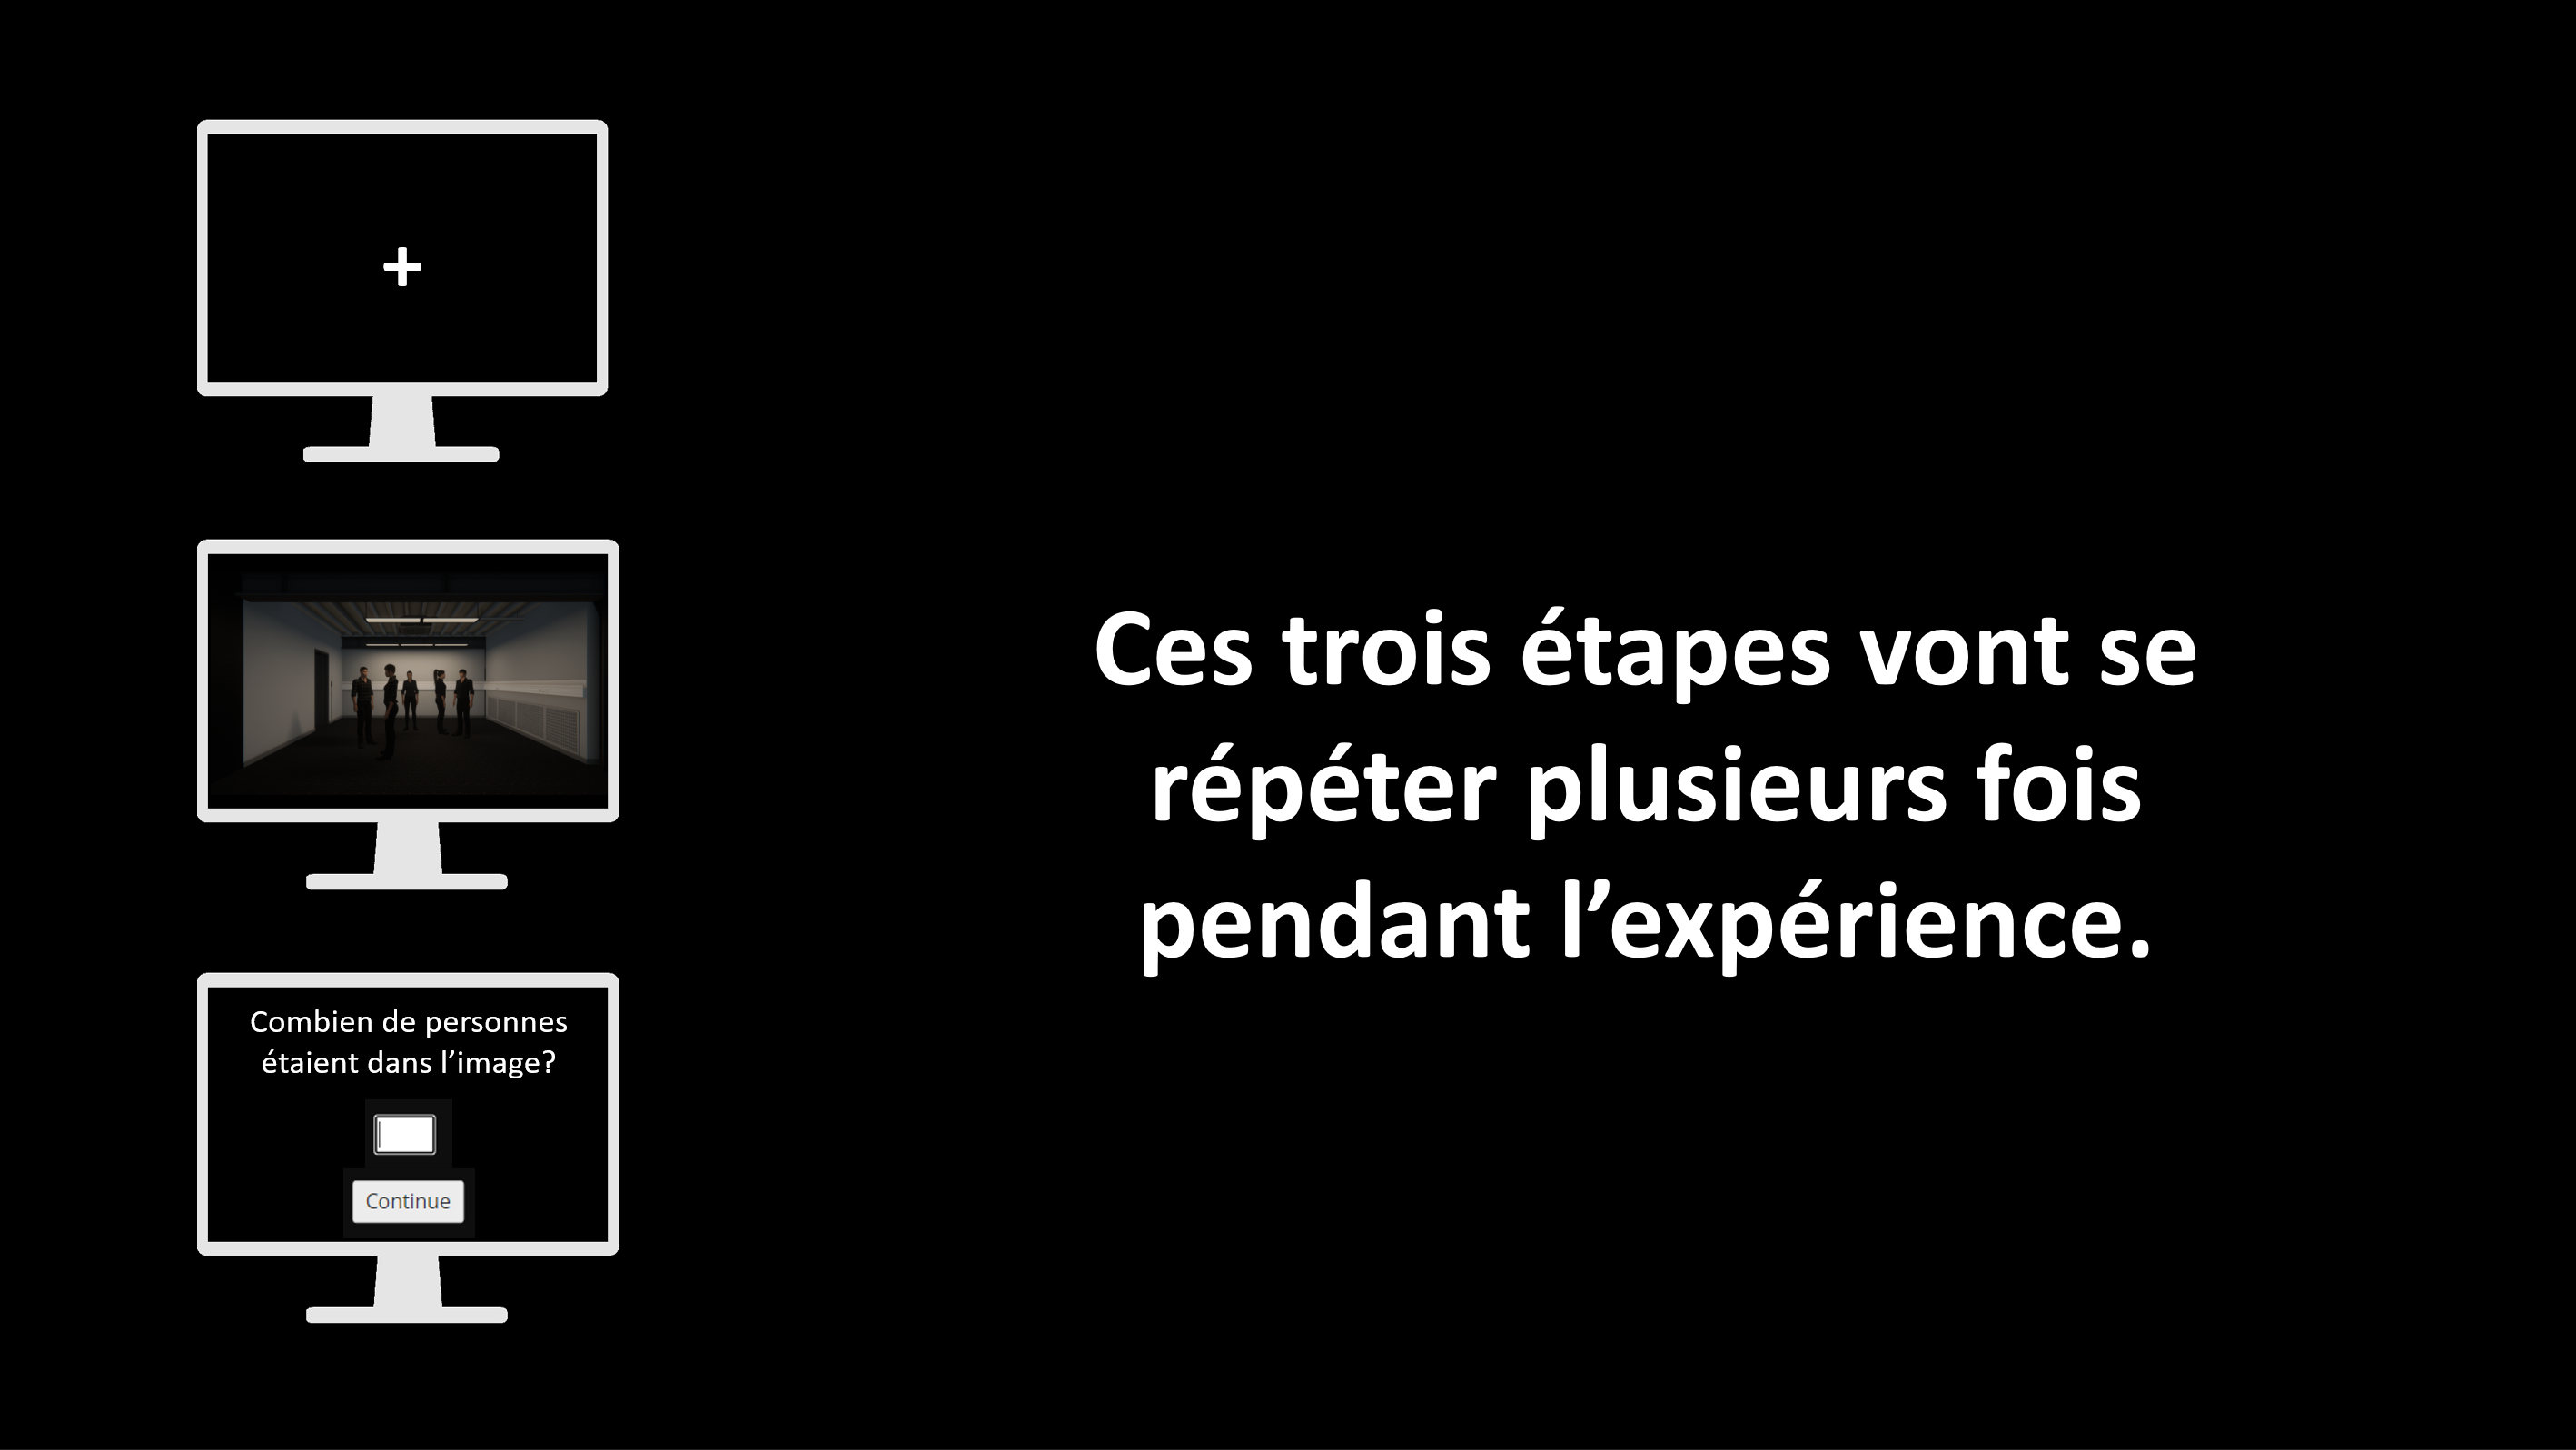 +
Combien de personnes
étaient dans l’image?
Continue
Ces trois étapes vont se
répéter plusieurs fois
pendant l’expérience.